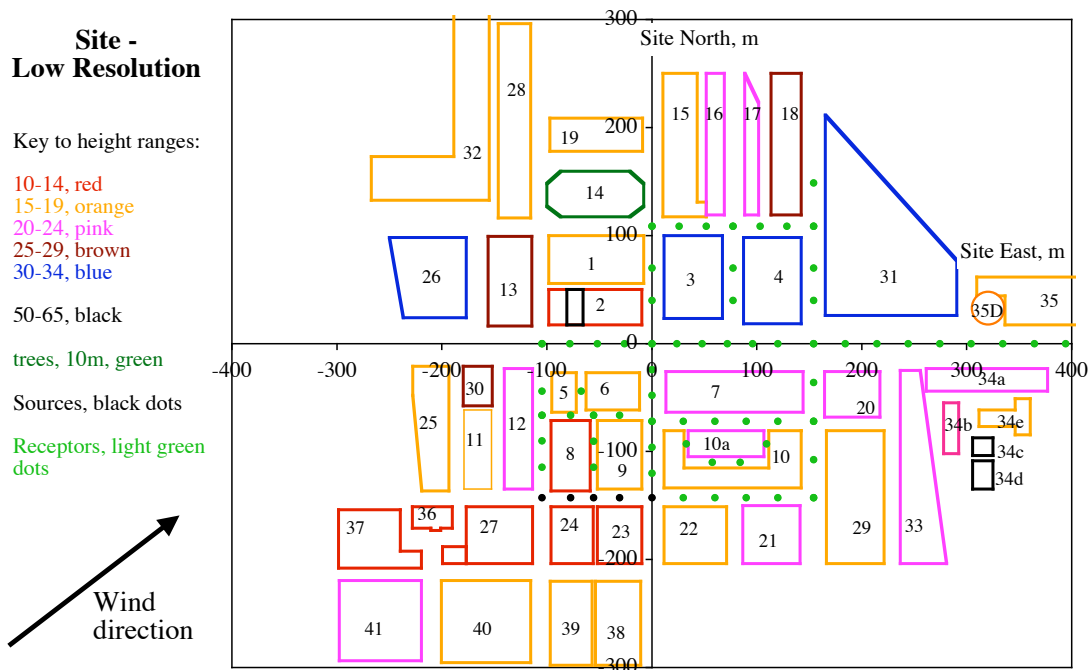 Site -
Low Resolution
Key to height ranges:
10-14, red
15-19, orange
20-24, pink
25-29, brown
30-34, blue
50-65, black
trees, 10m, green
Sources, black dots
Receptors, light green
dots
Wind
direction
300
Site North, m
28
15
16
17
18
200
19
32
14
100
Site East, m
1
26
3
4
31
13
2
35
35D
0
-400
-300
-200
-100
0
100
200
300
400
30
5
6
7
34a
20
25
12
34b
34e
11
10a
-100
8
10
34c
9
34d
36
37
27
24
23
22
21
29
33
-200
41
40
39
38
-300